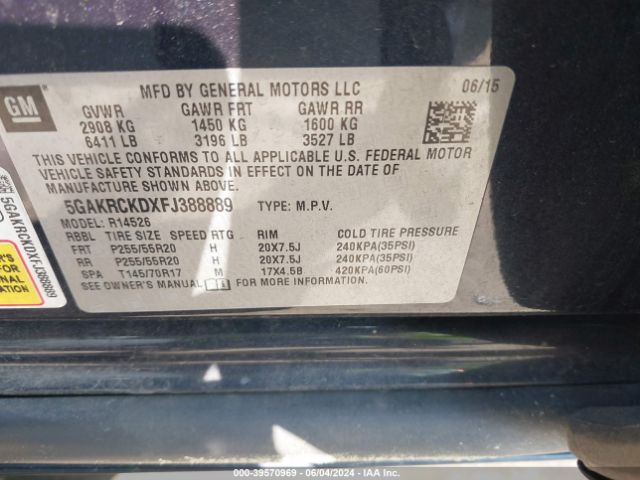 GM
MFD BY GENERAL MOTORS LLC
06/15
GVWR GAWR FRT GAWR RR
2908 KG 1450 KG 1600 KG
6411 LB 3196 LB 3527 LB
THIS VEHICLE CONFORMS TO ALL APPLICABLE U.S. FEDERAL MOTOR
VEHICLE SAFETY STANDARDS IN EFFECT ON THE DATE OF
MANUFACTURE SHOWN ABOVE.
5GAKRCKDXFJ388889 TYPE: M.P.V.
MODEL: R14526
RBBL TIRE SIZE SPEED RTG RIM COLD TIRE PRESSURE
FRT P255/55R20 H 20X7.5J 240KPA(35PSI)
RR P255/55R20 H 20X7.5J 240KPA(35PSI)
SPA T145/70R17 M 17X4.5B 420KPA(60PSI)
SEE OWNER'S MANUAL FOR MORE INFORMATION.
5GAKRCKDXFJ388889
000-39570969 - 06/04/2024 - IAA Inc.